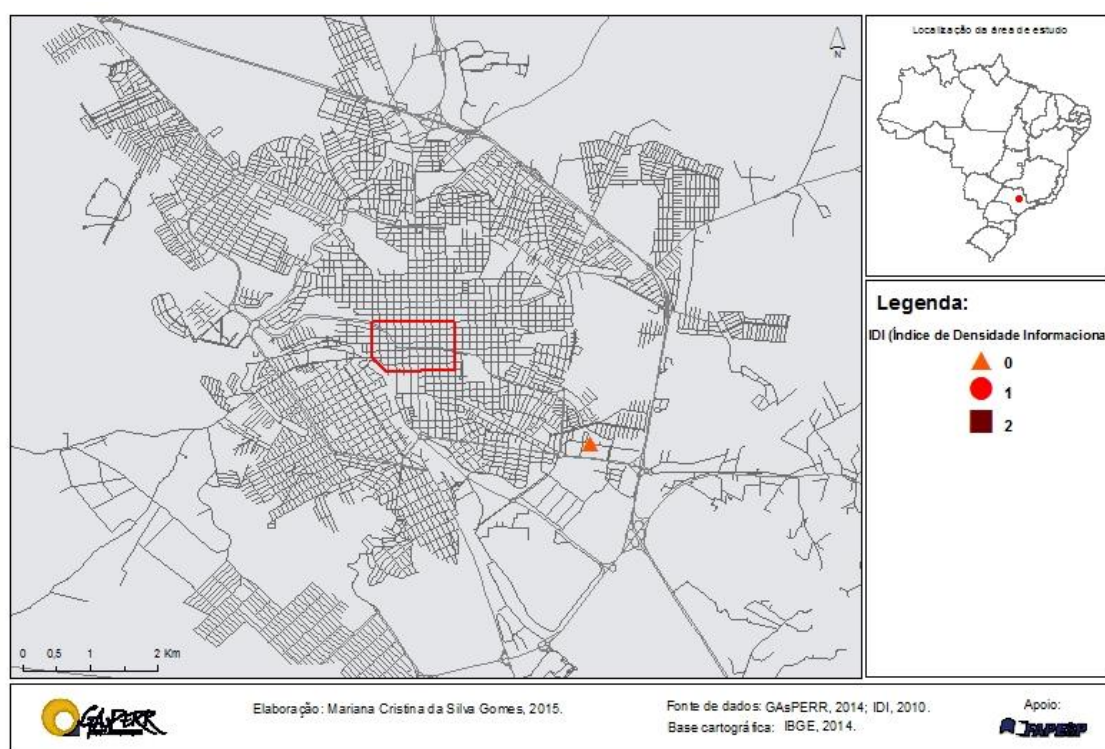 Localização da área de estudo
N
Legenda:
IDI (Índice de Densidade Informaciona
0
1
2
0 0,5 1 2 Km
GAsPERR
Elaboração: Mariana Cristina da Silva Gomes, 2015.
Fonte de dados: GAsPERR, 2014; IDI, 2010.
Base cartográfica: IBGE, 2014.
Apoio:
FAPESP